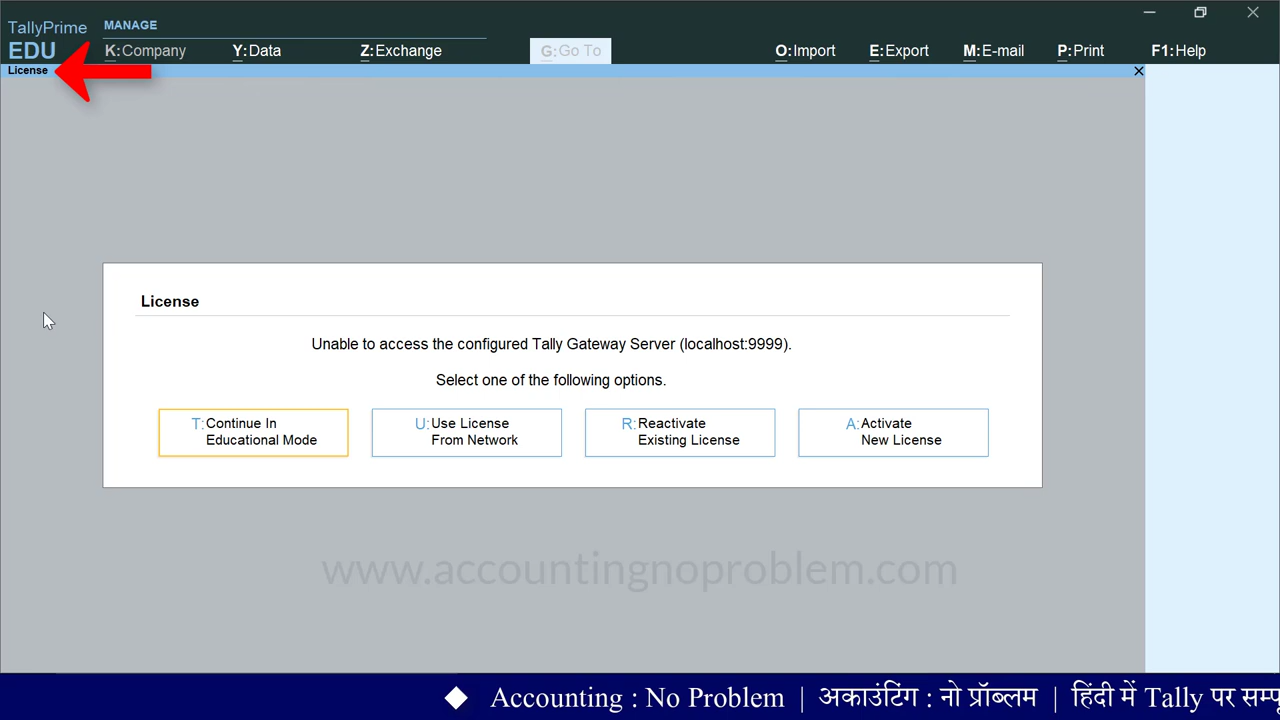 TallyPrime
MANAGE
EDU
K:Company
Y:Data
Z:Exchange
G:Go To
O:Import
E:Export
M:E-mail
P:Print
F1:Help
License
License
Unable to access the configured Tally Gateway Server (localhost:9999).
Select one of the following options.
T:Continue In
Educational Mode
U:Use License
From Network
R:Reactivate
Existing License
A:Activate
New License
www.accountingnoproblem.com
◆ Accounting : No Problem | अकाउंटिंग : नो प्रॉब्लम | हिंदी में Tally पर